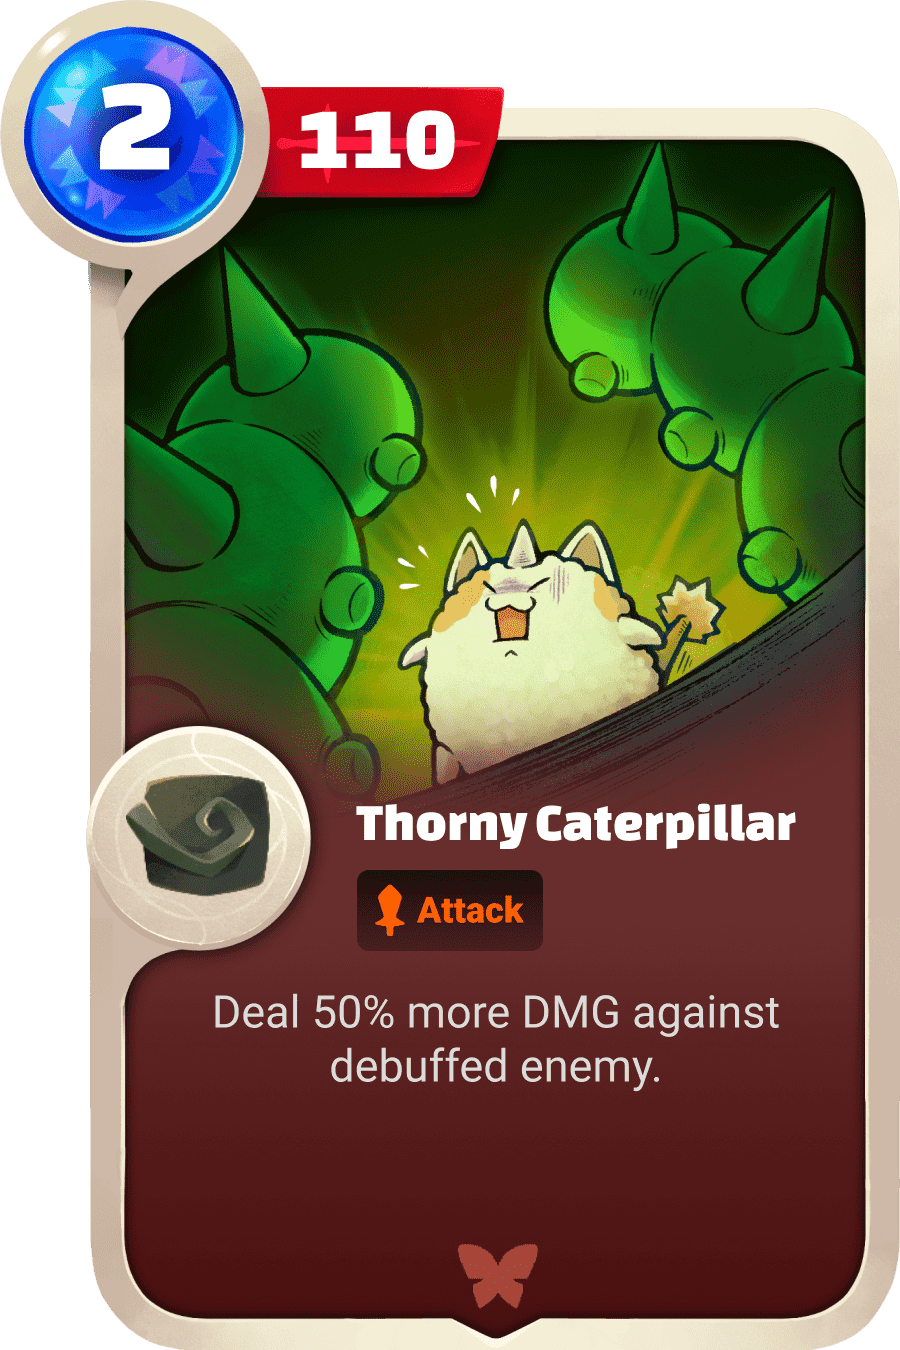 2
110
Thorny Caterpillar
Attack
Deal 50% more DMG against
debuffed enemy.